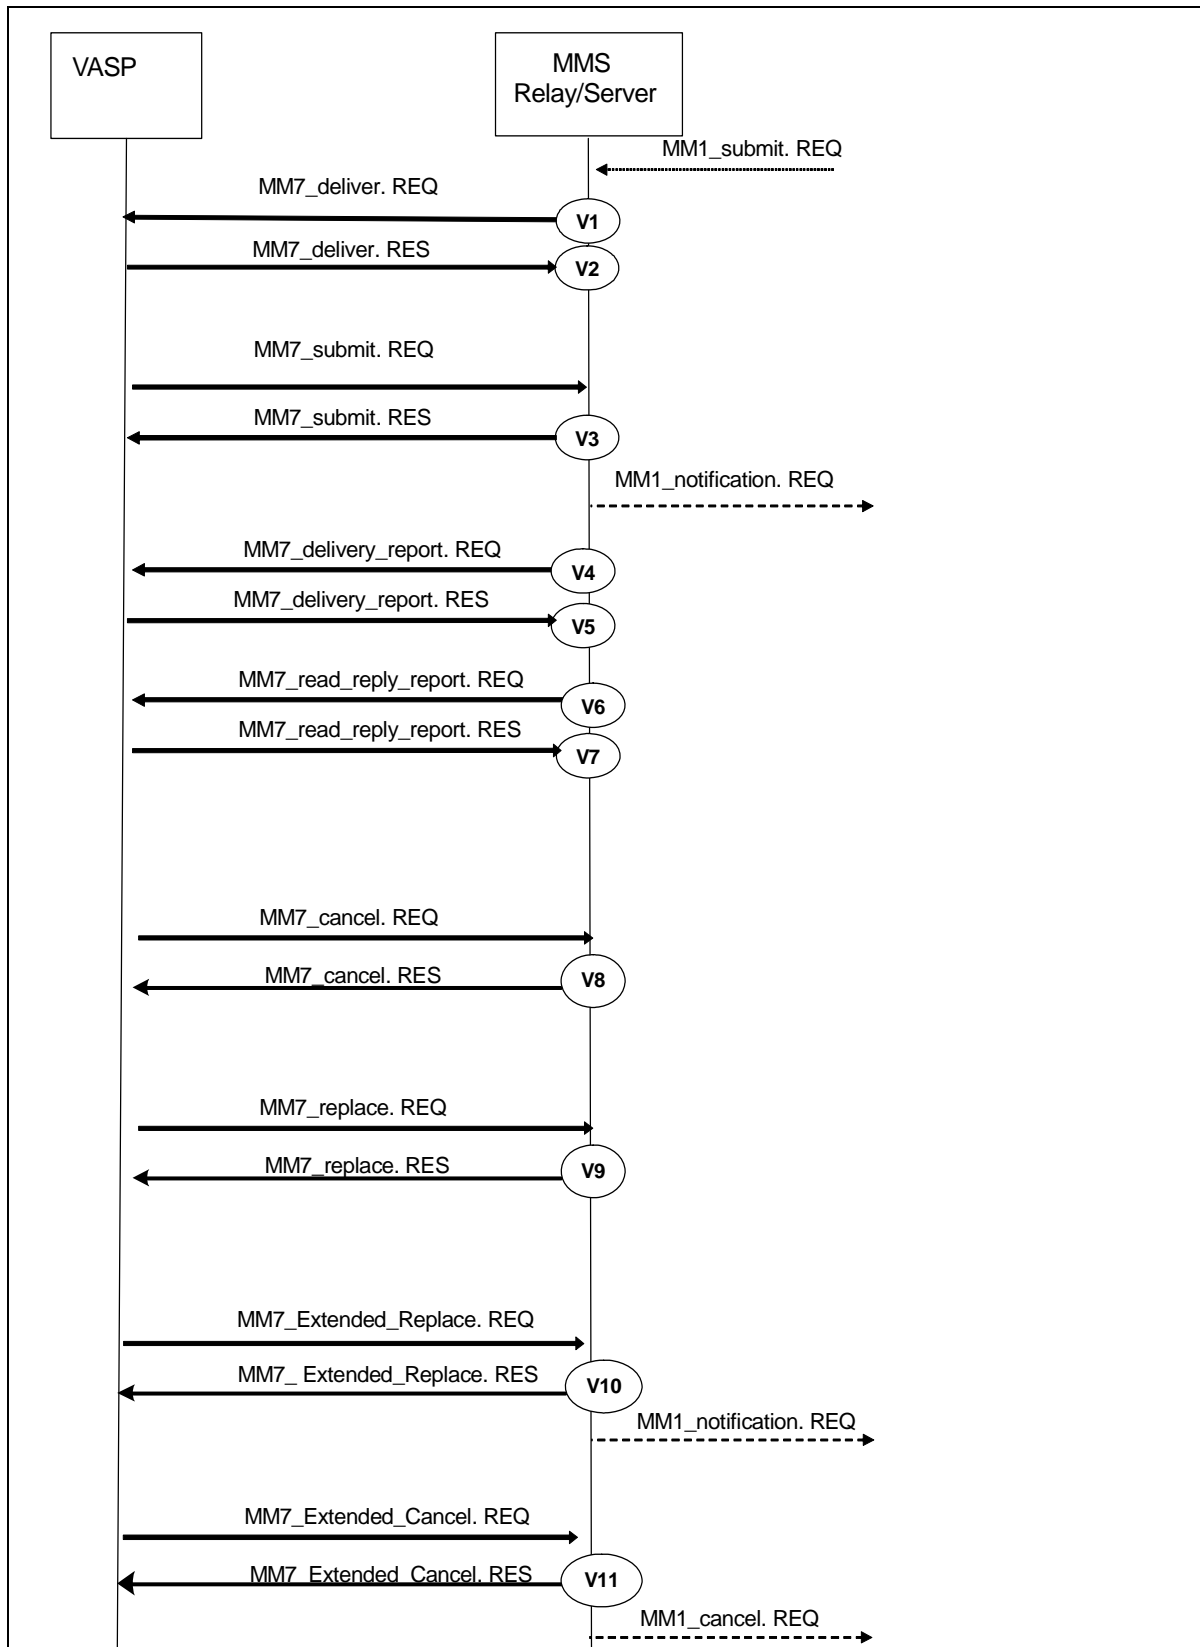 VASP
MMS
Relay/Server
MM1_submit. REQ
MM7_deliver. REQ
V1
MM7_deliver. RES
V2
MM7_submit. REQ
MM7_submit. RES
V3
MM1_notification. REQ
MM7_delivery_report. REQ
V4
MM7_delivery_report. RES
V5
MM7_read_reply_report. REQ
V6
MM7_read_reply_report. RES
V7
MM7_cancel. REQ
MM7_cancel. RES
V8
MM7_replace. REQ
MM7_replace. RES
V9
MM7_Extended_Replace. REQ
MM7_ Extended_Replace. RES
V10
MM1_notification. REQ
MM7_Extended_Cancel. REQ
MM7_Extended_Cancel. RES
V11
MM1_cancel. REQ